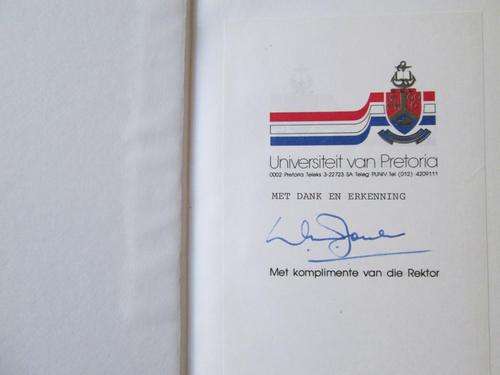 Universiteit van Pretoria
0002 Pretoria Teleks 3-22723 SA Teleg PUNIV Tel (012) 4209111
MET DANK EN ERKENNING
Met komplimente van die Rektor